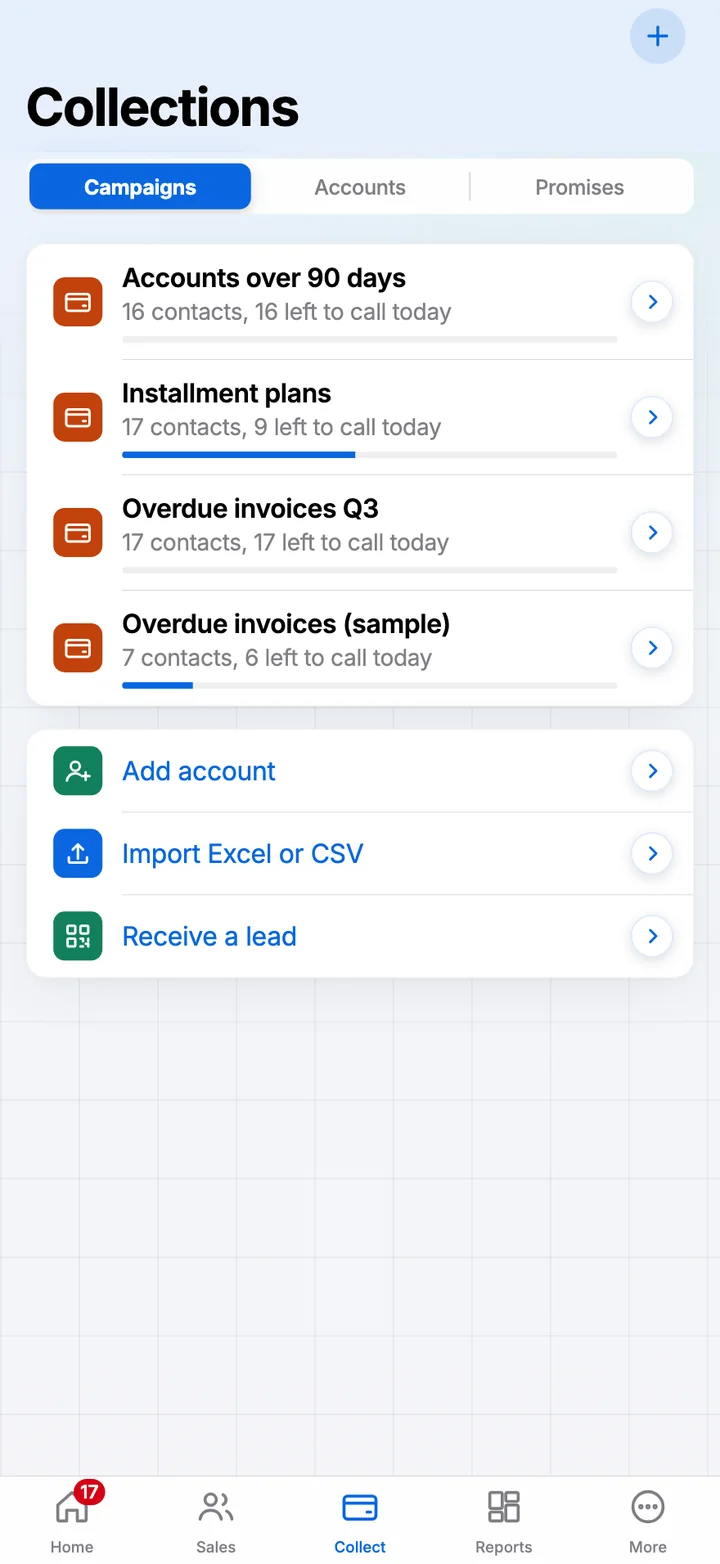 Collections
Campaigns
Accounts
Promises
Accounts over 90 days
16 contacts, 16 left to call today
Installment plans
17 contacts, 9 left to call today
Overdue invoices Q3
17 contacts, 17 left to call today
Overdue invoices (sample)
7 contacts, 6 left to call today
Add account
Import Excel or CSV
Receive a lead
17
Home
Sales
Collect
Reports
More